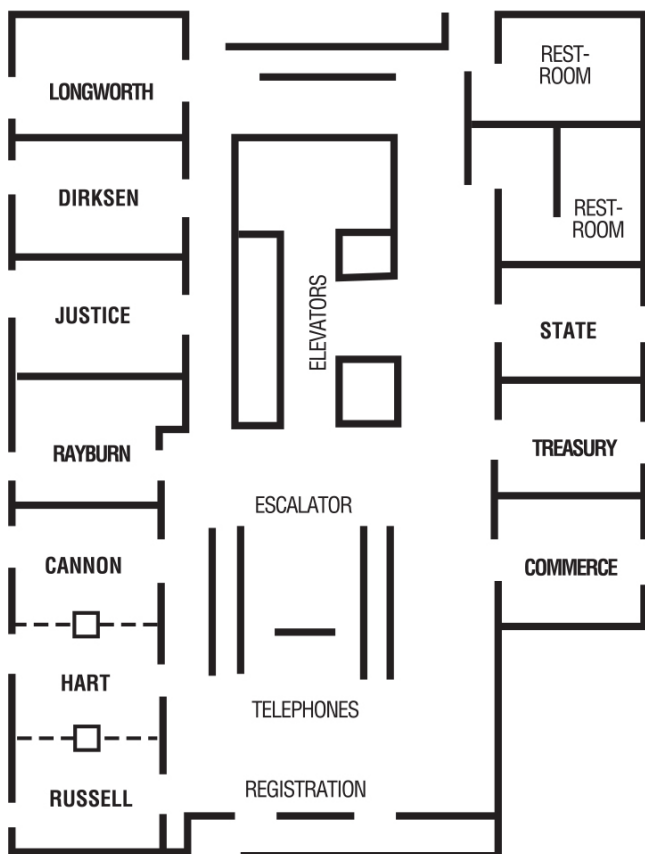 REST-
ROOM
LONGWORTH
DIRKSEN
REST-
ROOM
JUSTICE
ELEVATORS
STATE
RAYBURN
TREASURY
ESCALATOR
CANNON
COMMERCE
HART
TELEPHONES
REGISTRATION
RUSSELL